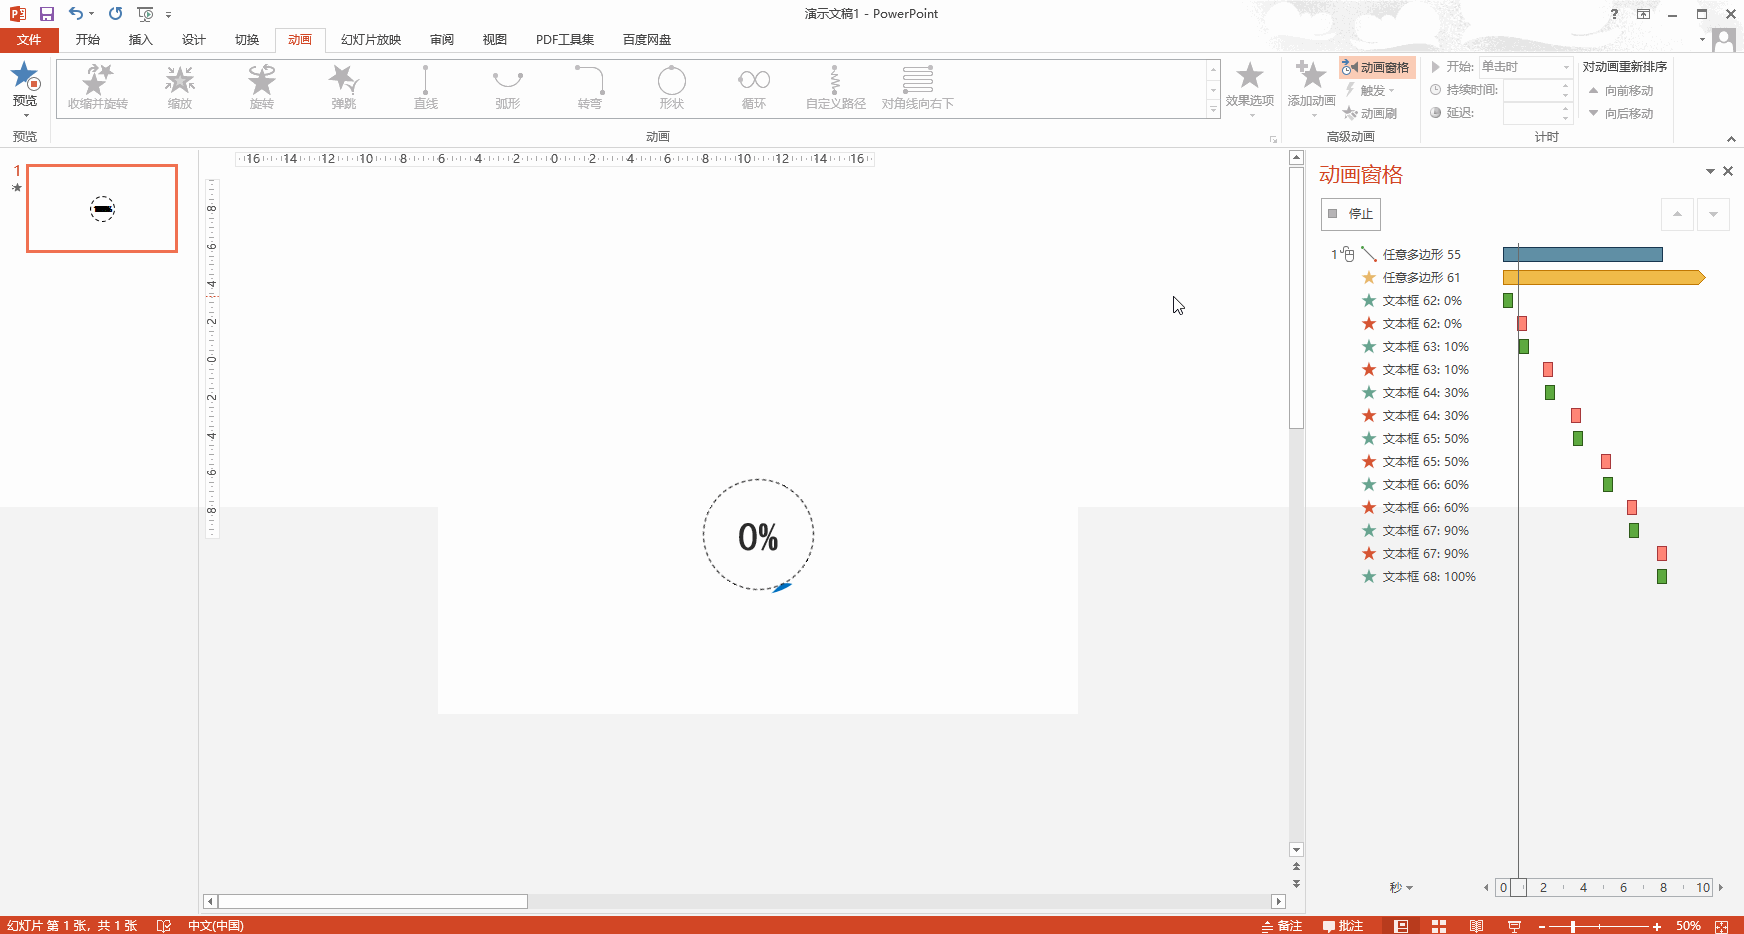 演示文稿1 - PowerPoint
文件 开始 插入 设计 切换 动画 幻灯片放映 审阅 视图 PDF工具集 百度网盘
预览
收缩并旋转 缩放 旋转 弹跳 直线 弧形 转弯 形状 循环 自定义路径 对角线向右下
效果选项
添加动画
动画窗格
触发
动画刷
开始: 单击时
持续时间:
延迟:
对动画重新排序
向前移动
向后移动
预览 动画 高级动画 计时
1
16 14 12 10 8 6 4 2 0 2 4 6 8 10 12 14 16
8 6 4 2 0 2 4 6 8
0%
动画窗格
停止
1 任意多边形 55
任意多边形 61
文本框 62: 0%
文本框 62: 0%
文本框 63: 10%
文本框 63: 10%
文本框 64: 30%
文本框 64: 30%
文本框 65: 50%
文本框 65: 50%
文本框 66: 60%
文本框 66: 60%
文本框 67: 90%
文本框 67: 90%
文本框 68: 100%
秒 0 2 4 6 8 10
幻灯片 第 1 张，共 1 张 中文(中国) 备注 批注 50%